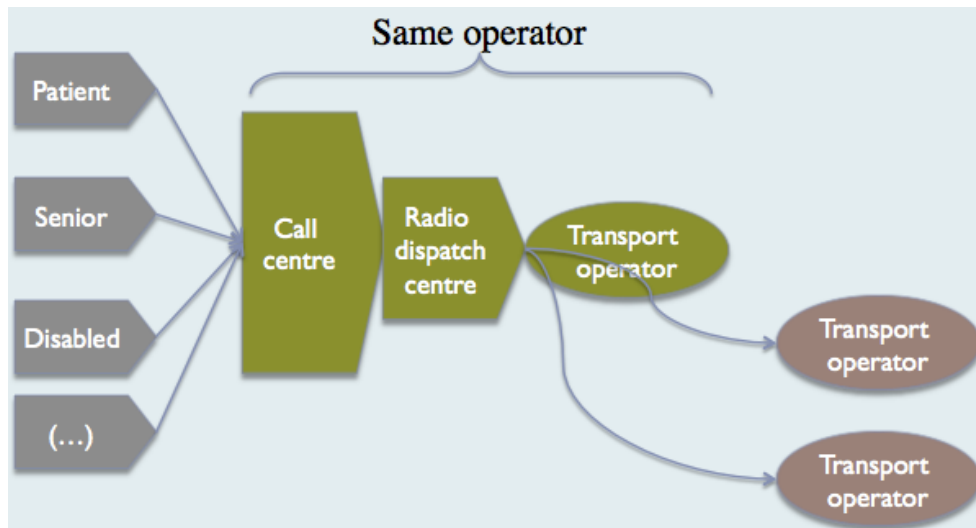 Same operator
Patient
Senior
Disabled
(...)
Call
centre
Radio
dispatch
centre
Transport
operator
Transport
operator
Transport
operator